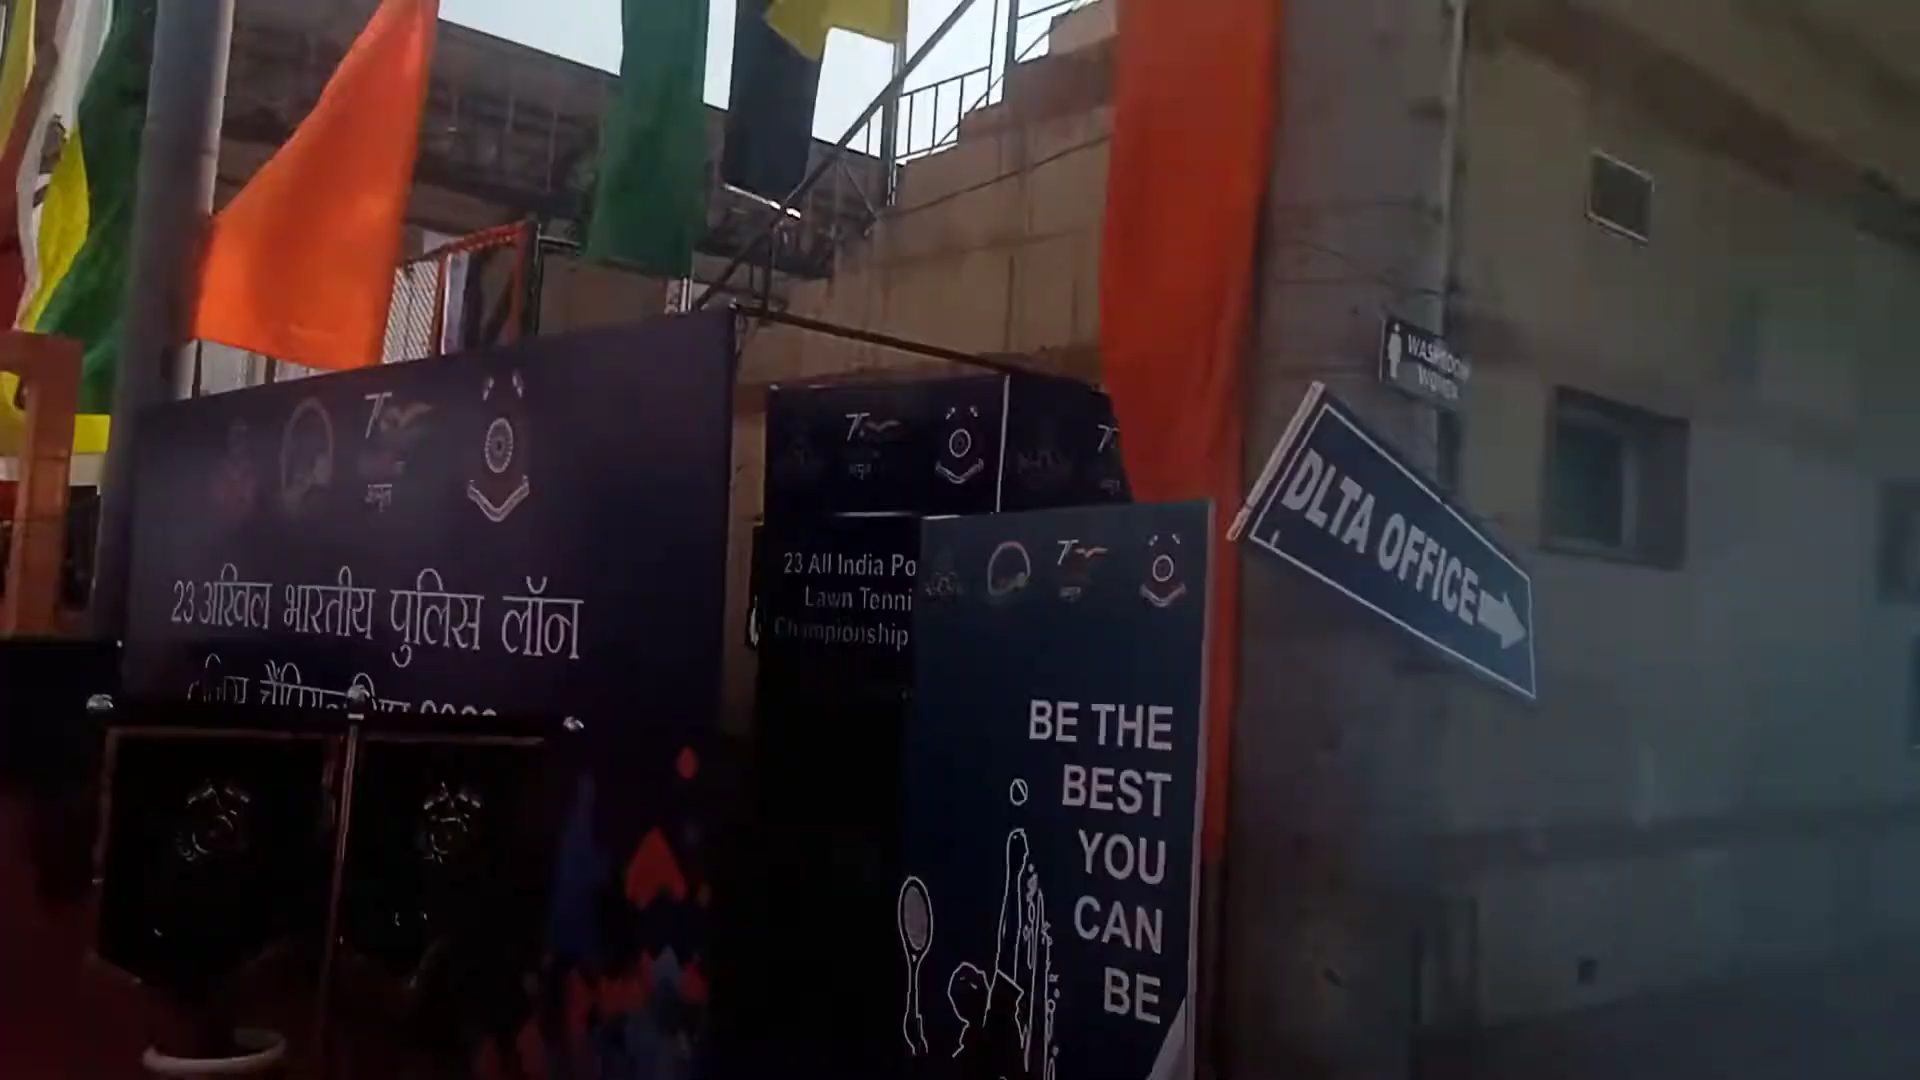 23 अखिल भारतीय पुलिस लॉन
23 All India Po
Lawn Tenni
Championship
BE THE
BEST
YOU
CAN
BE
WASHROOM
WOMEN
DLTA OFFICE